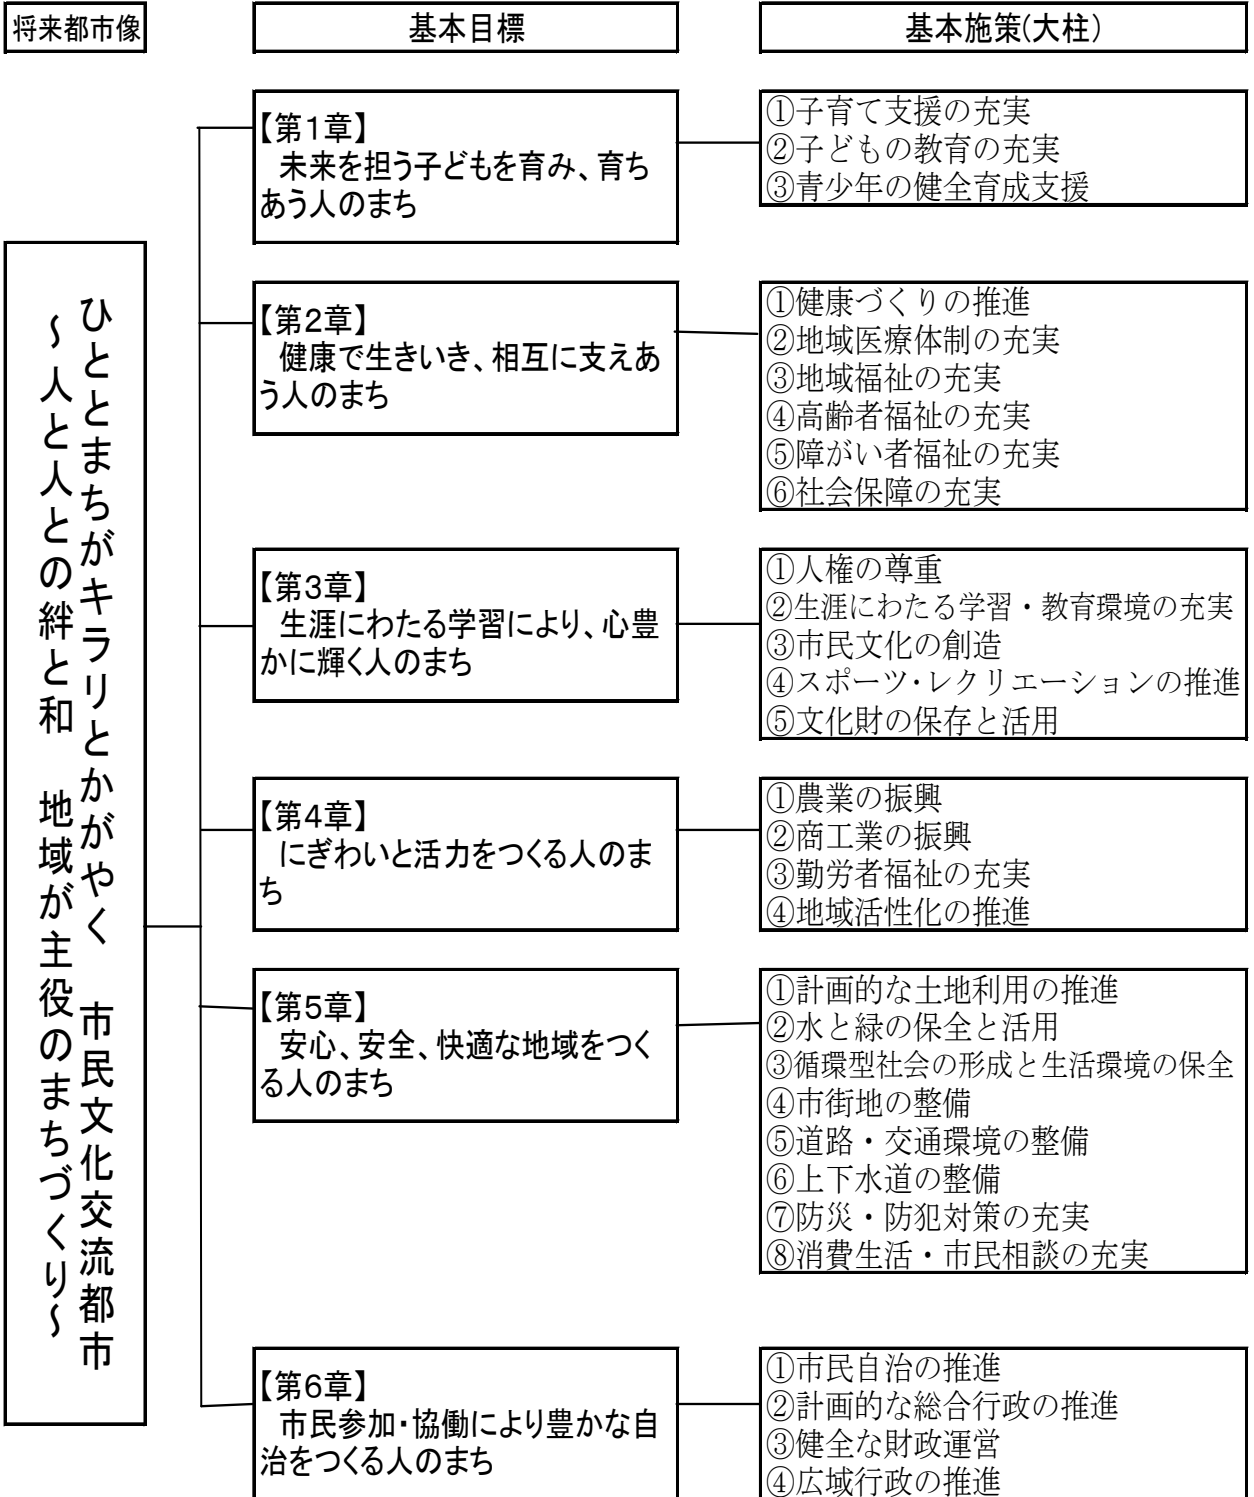 将来都市像
基本目標
基本施策(大柱)
ひととまちがキラリとかがやく　市民文化交流都市
～人と人との絆と和　地域が主役のまちづくり～
【第1章】
未来を担う子どもを育み、育ち
あう人のまち
①子育て支援の充実
②子どもの教育の充実
③青少年の健全育成支援
【第2章】
健康で生きいき、相互に支えあ
う人のまち
①健康づくりの推進
②地域医療体制の充実
③地域福祉の充実
④高齢者福祉の充実
⑤障がい者福祉の充実
⑥社会保障の充実
【第3章】
生涯にわたる学習により、心豊
かに輝く人のまち
①人権の尊重
②生涯にわたる学習・教育環境の充実
③市民文化の創造
④スポーツ・レクリエーションの推進
⑤文化財の保存と活用
【第4章】
にぎわいと活力をつくる人のま
ち
①農業の振興
②商工業の振興
③勤労者福祉の充実
④地域活性化の推進
【第5章】
安心、安全、快適な地域をつく
る人のまち
①計画的な土地利用の推進
②水と緑の保全と活用
③循環型社会の形成と生活環境の保全
④市街地の整備
⑤道路・交通環境の整備
⑥上下水道の整備
⑦防災・防犯対策の充実
⑧消費生活・市民相談の充実
【第6章】
市民参加・協働により豊かな自
治をつくる人のまち
①市民自治の推進
②計画的な総合行政の推進
③健全な財政運営
④広域行政の推進